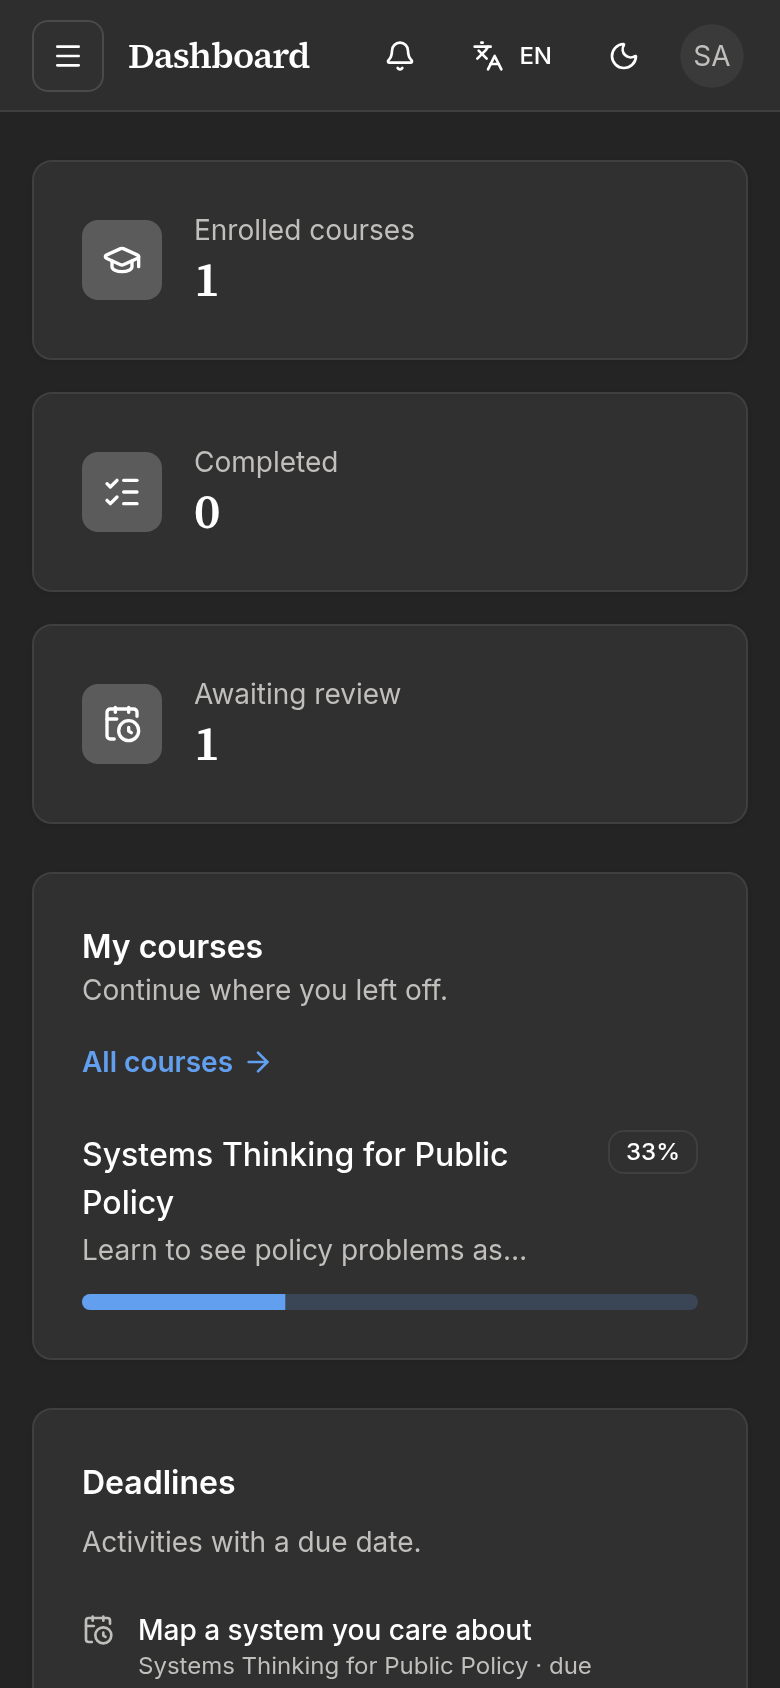 Dashboard
EN
SA
Enrolled courses
1
Completed
0
Awaiting review
1
My courses
Continue where you left off.
All courses
Systems Thinking for Public
Policy
33%
Learn to see policy problems as...
Deadlines
Activities with a due date.
Map a system you care about
Systems Thinking for Public Policy · due